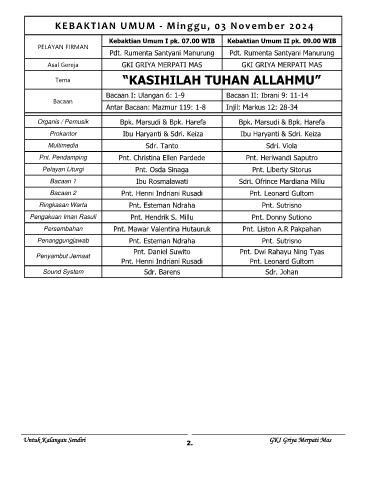 KEBAKTIAN UMUM - Minggu, 03 November 2024
PELAYAN FIRMAN
Kebaktian Umum I pk. 07.00 WIB
Kebaktian Umum II pk. 09.00 WIB
Pdt. Rumenta Santyani Manurung
Pdt. Rumenta Santyani Manurung
Asal Gereja
GKI GRIYA MERPATI MAS
GKI GRIYA MERPATI MAS
Tema
“KASIHILAH TUHAN ALLAHMU”
Bacaan
Bacaan I: Ulangan 6: 1-9
Bacaan II: Ibrani 9: 11-14
Antar Bacaan: Mazmur 119: 1-8
Injil: Markus 12: 28-34
Organis / Pemusik
Bpk. Marsudi & Bpk. Harefa
Bpk. Marsudi & Bpk. Harefa
Prokantor
Ibu Haryanti & Sdri. Keiza
Ibu Haryanti & Sdri. Keiza
Multimedia
Sdr. Tanto
Sdri. Viola
Pnt. Pendamping
Pnt. Christina Ellen Pardede
Pnt. Heriwandi Saputro
Pelayan Liturgi
Pnt. Osda Sinaga
Pnt. Liberty Sitorus
Bacaan 1
Ibu Rosmalawati
Sdri. Ofrince Mardiana Millu
Bacaan 2
Pnt. Henni Indriani Rusadi
Pnt. Leonard Gultom
Ringkasan Warta
Pnt. Esteman Ndraha
Pnt. Sutrisno
Pengakuan Iman Rasuli
Pnt. Hendrik S. Millu
Pnt. Donny Sutiono
Persembahan
Pnt. Mawar Valentina Hutauruk
Pnt. Liston A.R Pakpahan
Penanggungjawab
Pnt. Esteman Ndraha
Pnt. Sutrisno
Penyambut Jemaat
Pnt. Daniel Suwito
Pnt. Henni Indriani Rusadi
Pnt. Dwi Rahayu Ning Tyas
Pnt. Leonard Gultom
Sound System
Sdr. Barens
Sdr. Johan
Untuk Kalangan Sendiri
2.
GKI Griya Merpati Mas